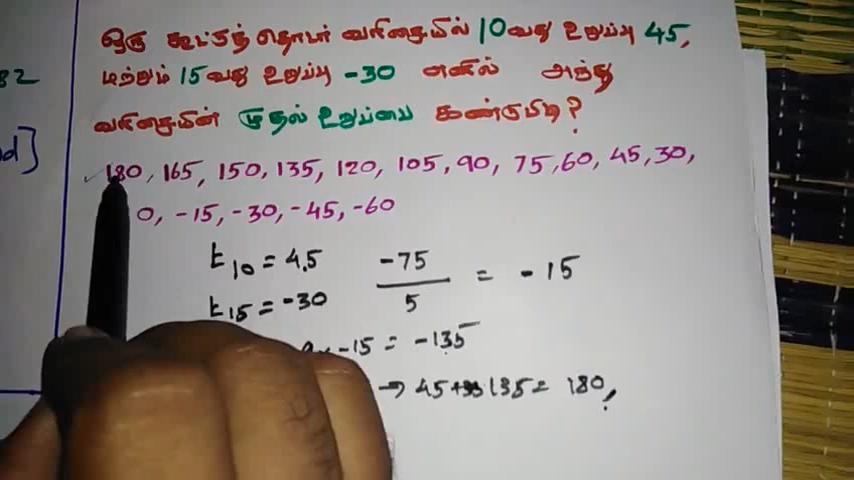 ஒரு கூட்டத் தொடர் வரிசையில் 10வது உறுப்பு 45,
மற்றும் 15வது உறுப்பு -30 எனில் அந்த
வரிசையின் முதல் உறுப்பை கண்டுபிடி?
180, 165, 150, 135, 120, 105, 90, 75, 60, 45, 30,
0, -15, -30, -45, -60
t10 = 45 -75/5 = -15
t15 = -30
-15 = -135
→ 45+135= 180